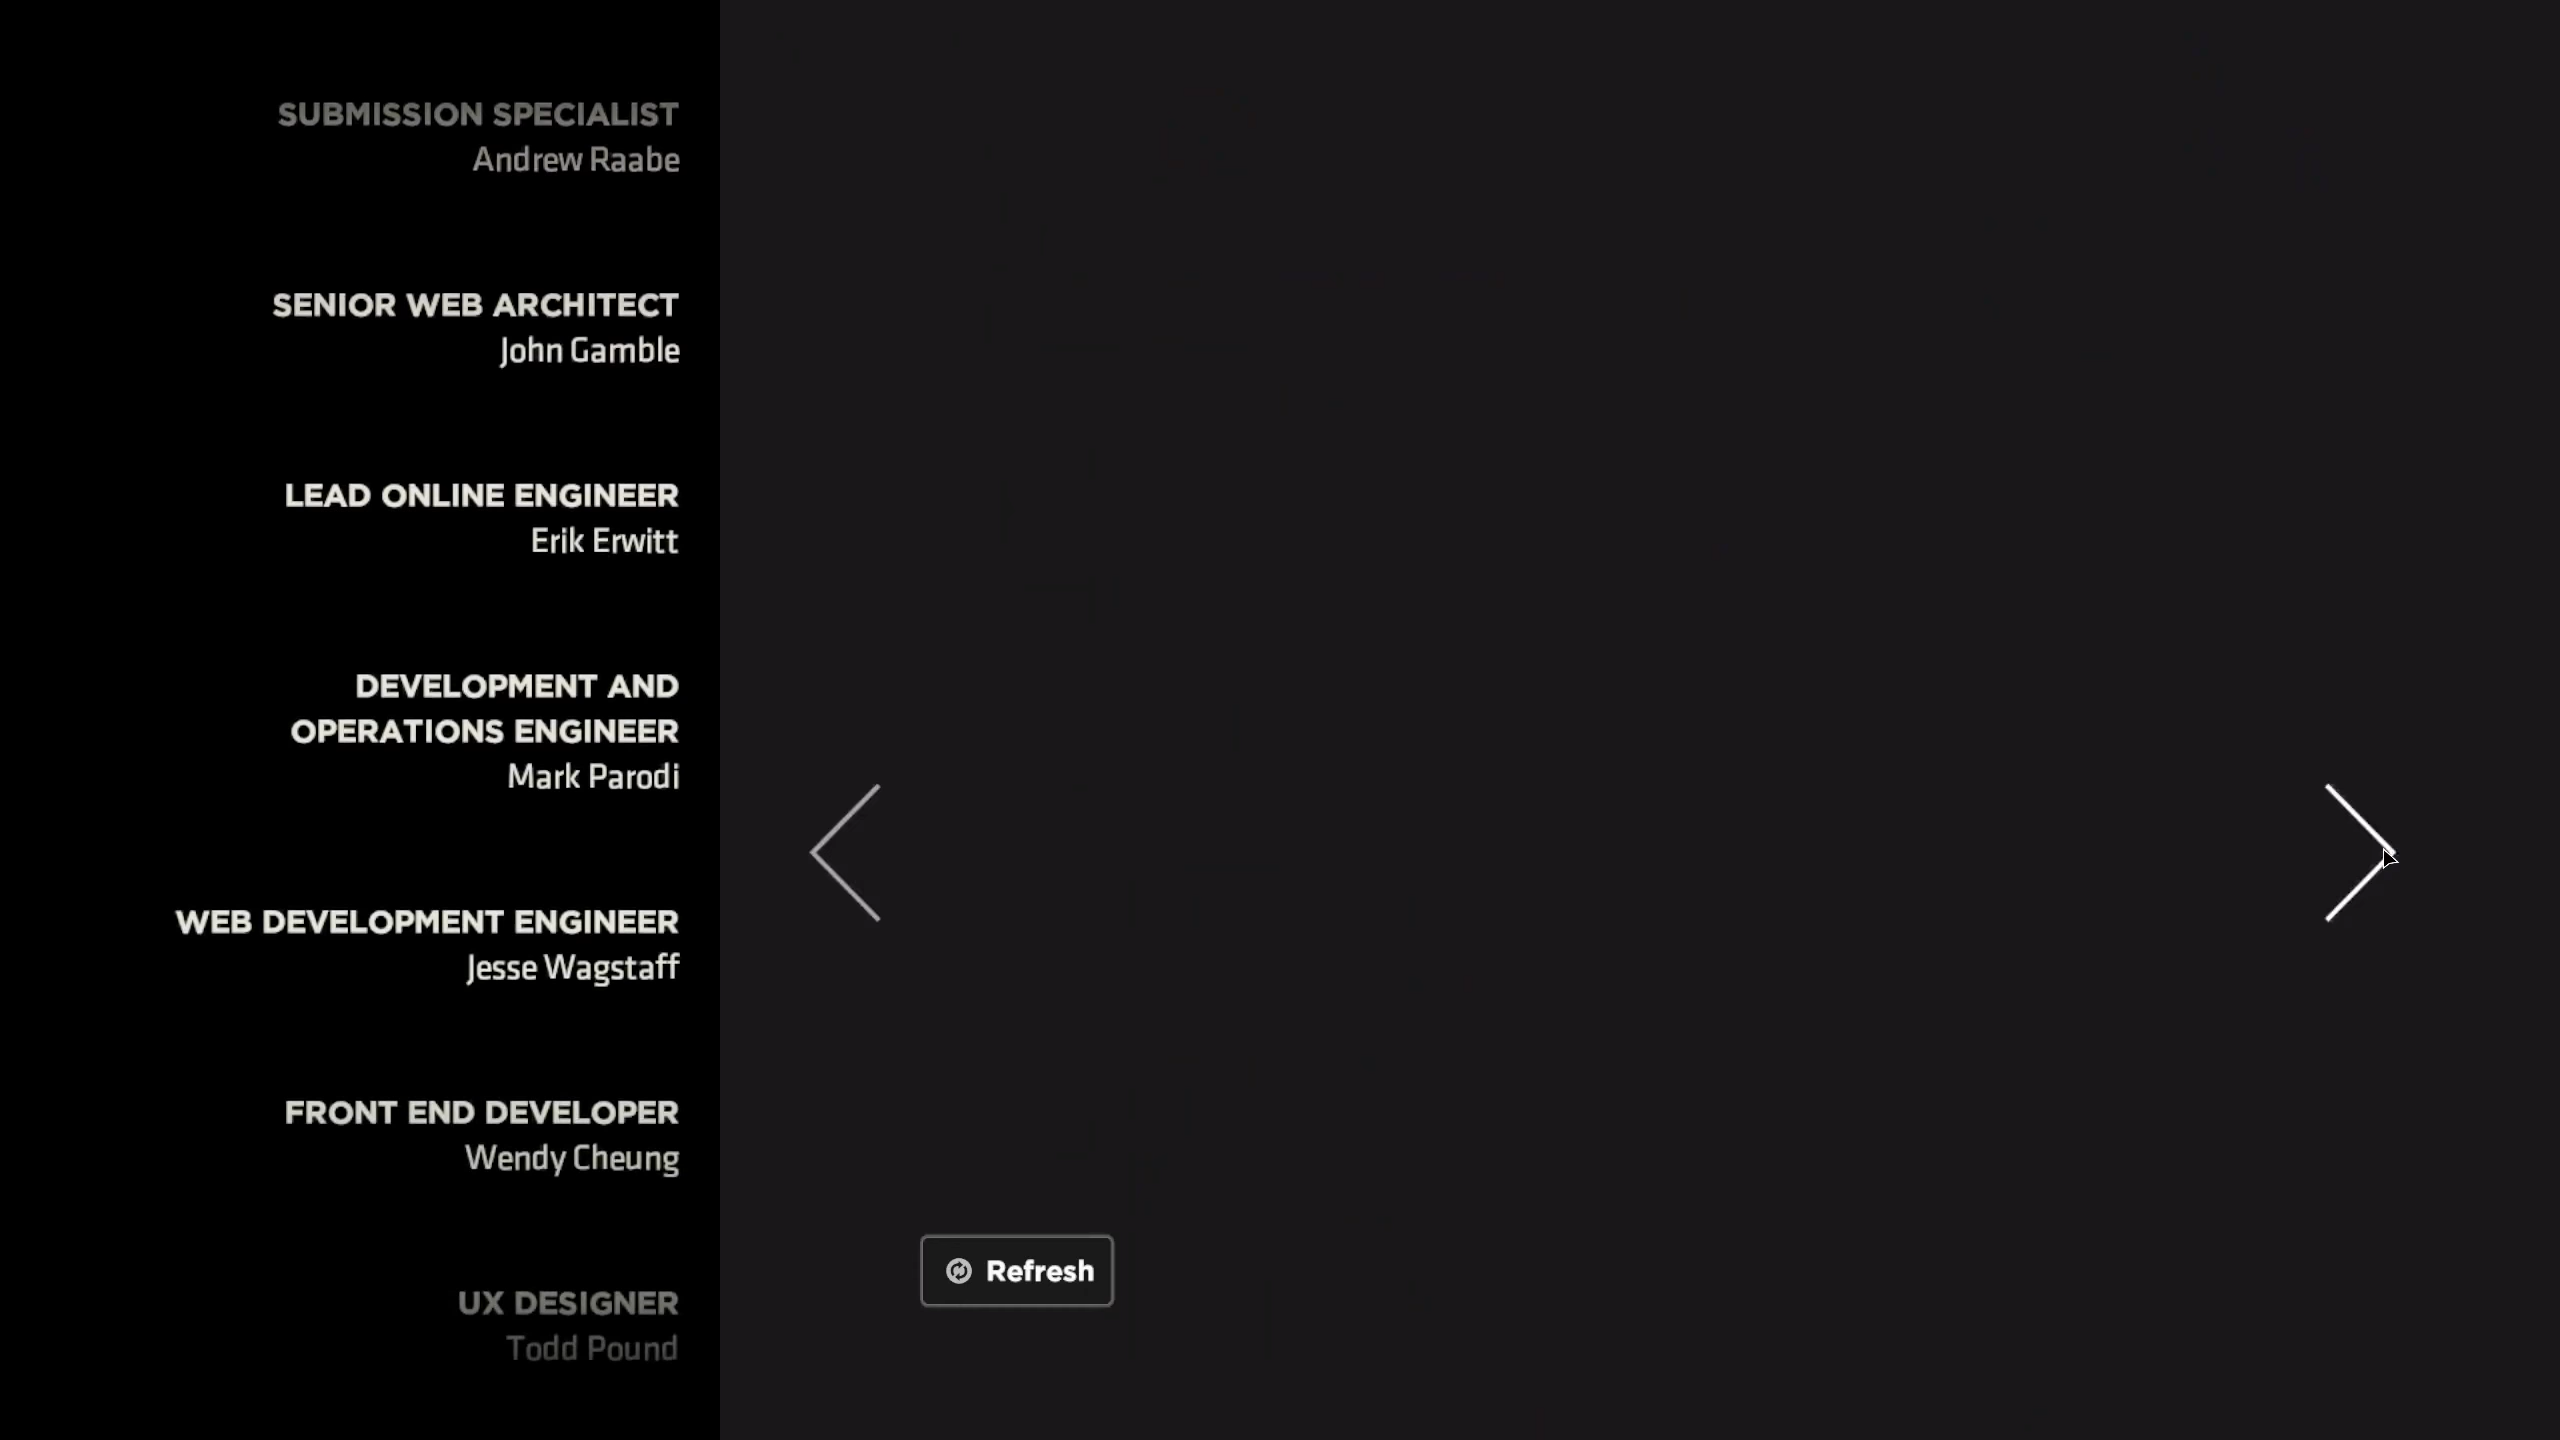 SUBMISSION SPECIALIST
Andrew Raabe
SENIOR WEB ARCHITECT
John Gamble
LEAD ONLINE ENGINEER
Erik Erwitt
DEVELOPMENT AND
OPERATIONS ENGINEER
Mark Parodi
WEB DEVELOPMENT ENGINEER
Jesse Wagstaff
FRONT END DEVELOPER
Wendy Cheung
UX DESIGNER
Todd Pound
Refresh